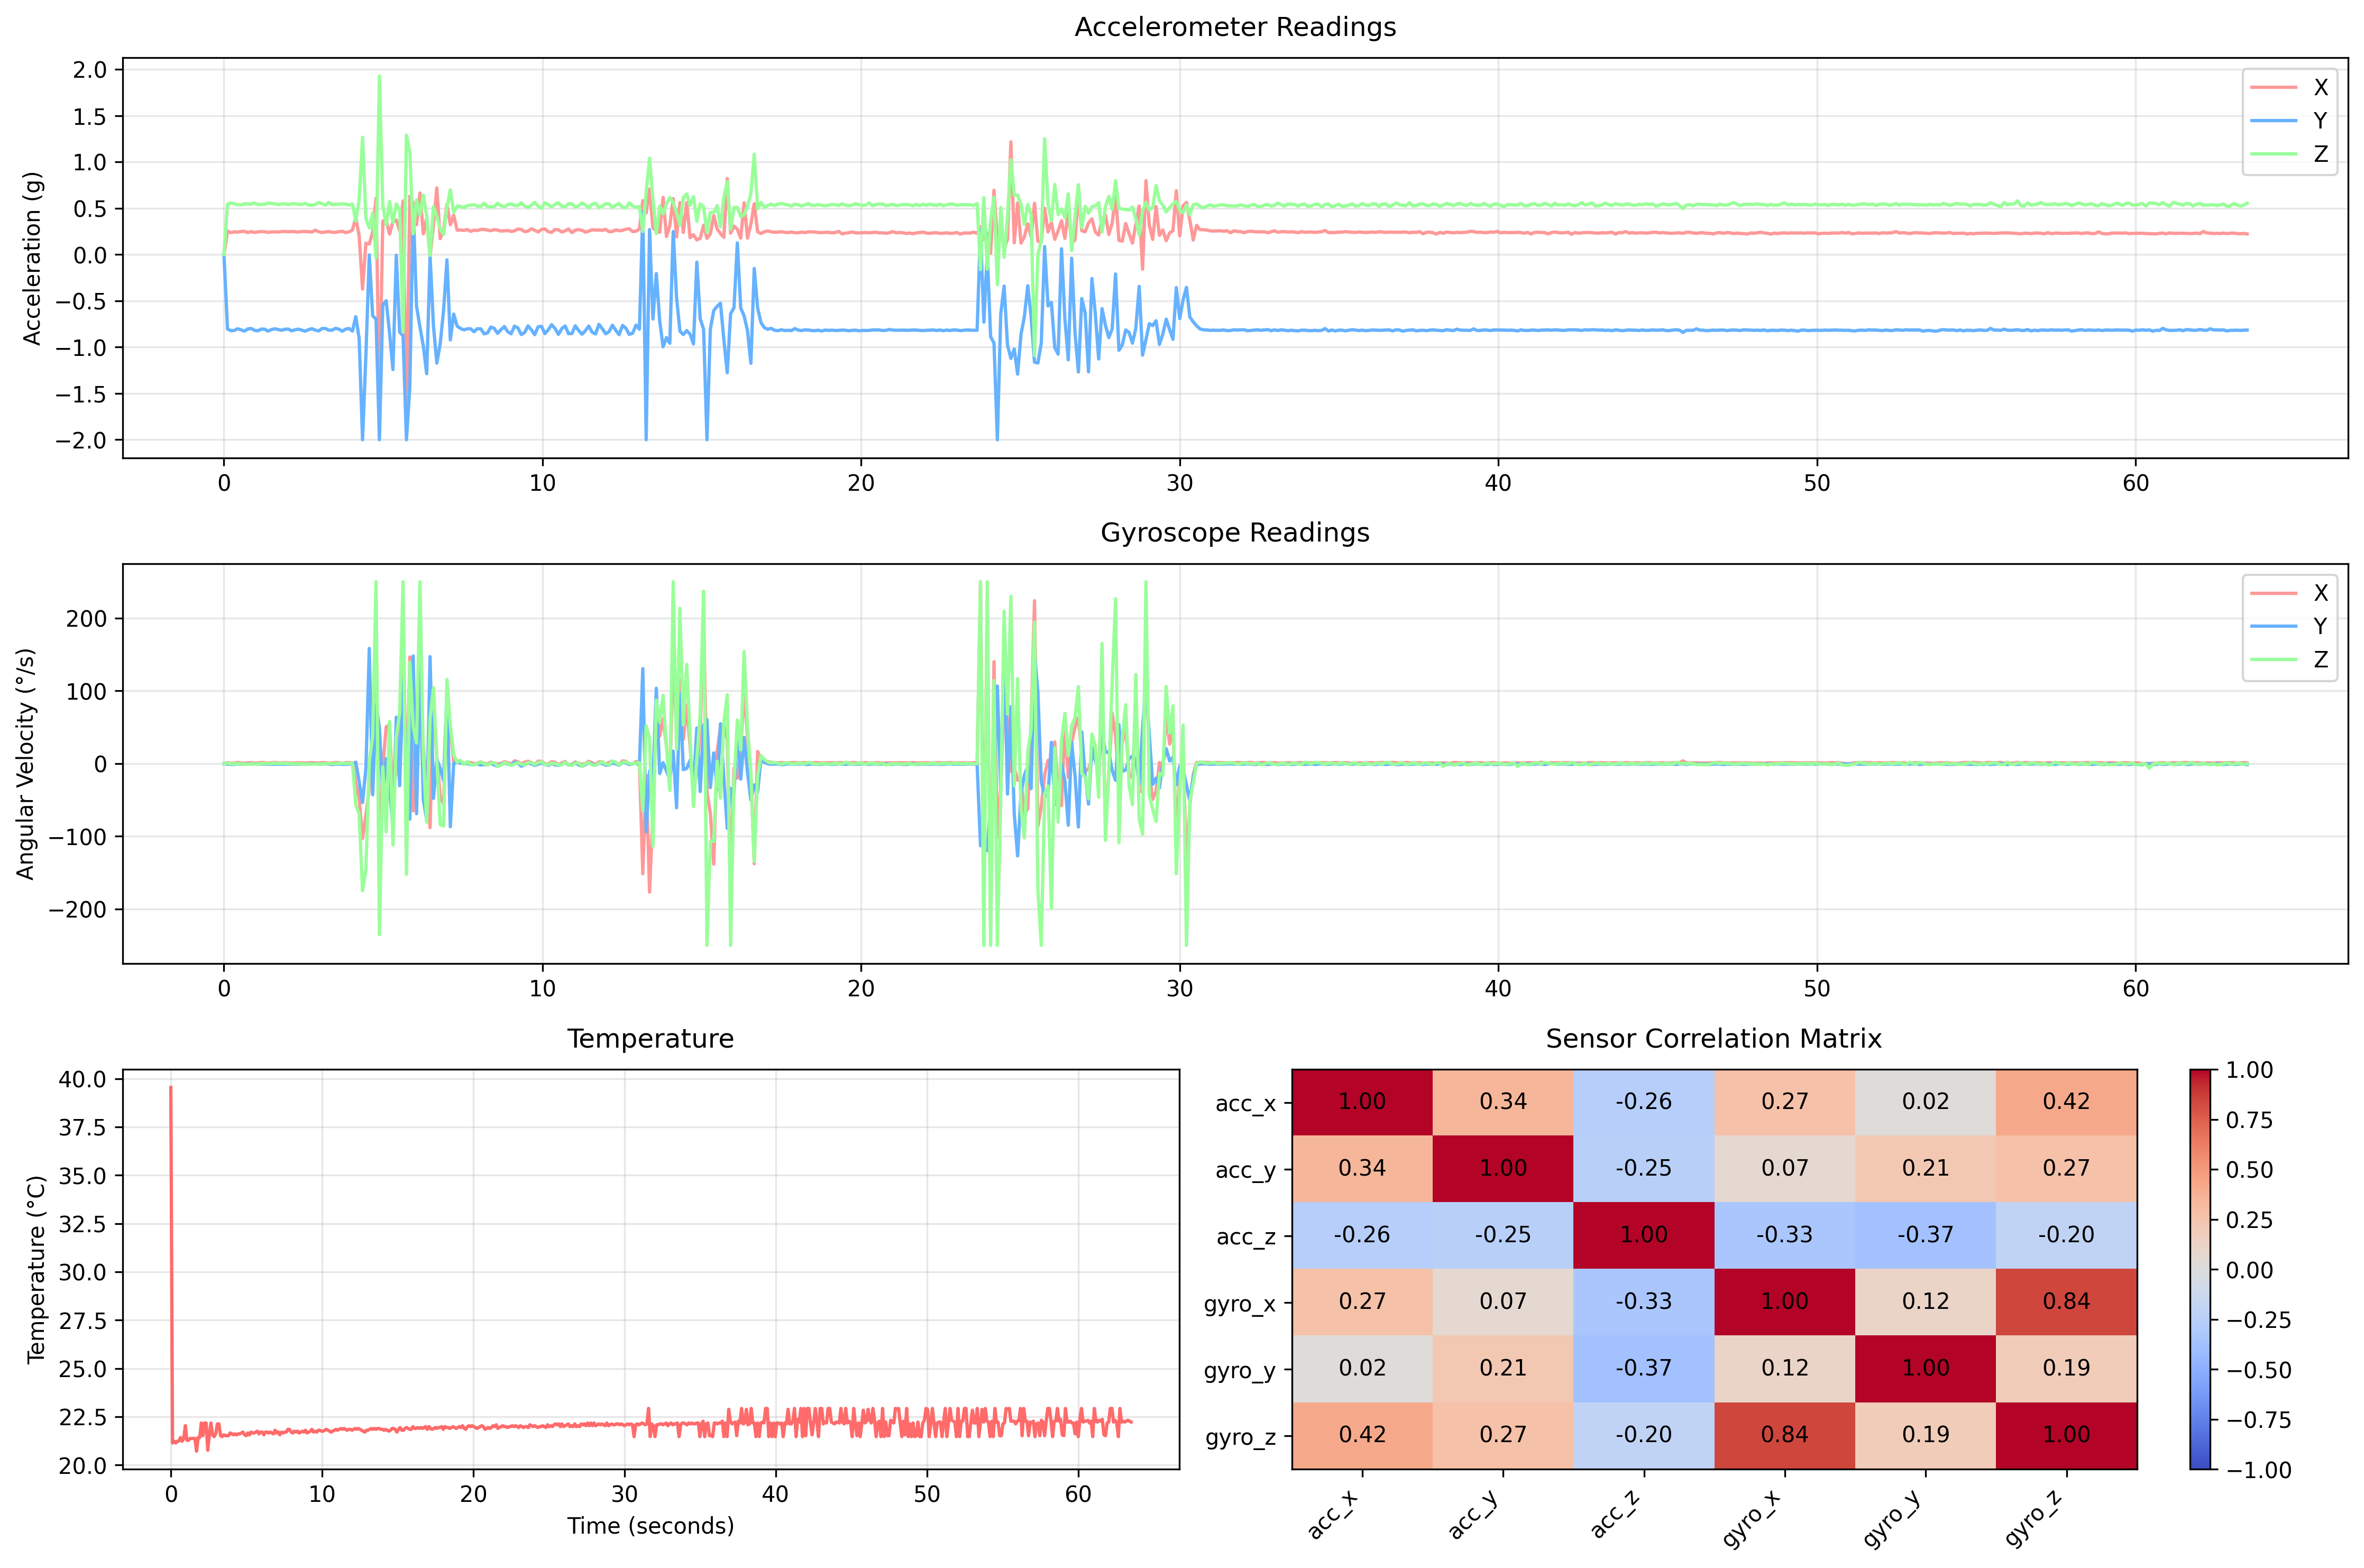 Accelerometer Readings
2.0
1.5
1.0
0.5
0.0
−0.5
−1.0
−1.5
−2.0
Acceleration (g)
X
Y
Z
0 10 20 30 40 50 60
Gyroscope Readings
200
100
0
−100
−200
Angular Velocity (°/s)
X
Y
Z
0 10 20 30 40 50 60
Temperature
40.0
37.5
35.0
32.5
30.0
27.5
25.0
22.5
20.0
Temperature (°C)
0 10 20 30 40 50 60
Time (seconds)
Sensor Correlation Matrix
acc_x 1.00 0.34 -0.26 0.27 0.02 0.42
acc_y 0.34 1.00 -0.25 0.07 0.21 0.27
acc_z -0.26 -0.25 1.00 -0.33 -0.37 -0.20
gyro_x 0.27 0.07 -0.33 1.00 0.12 0.84
gyro_y 0.02 0.21 -0.37 0.12 1.00 0.19
gyro_z 0.42 0.27 -0.20 0.84 0.19 1.00
acc_x acc_y acc_z gyro_x gyro_y gyro_z
1.00
0.75
0.50
0.25
0.00
−0.25
−0.50
−0.75
−1.00